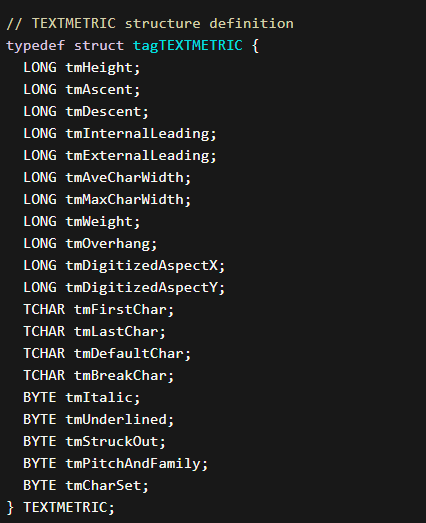 // TEXTMETRIC structure definition
typedef struct tagTEXTMETRIC {
  LONG tmHeight;
  LONG tmAscent;
  LONG tmDescent;
  LONG tmInternalLeading;
  LONG tmExternalLeading;
  LONG tmAveCharWidth;
  LONG tmMaxCharWidth;
  LONG tmWeight;
  LONG tmOverhang;
  LONG tmDigitizedAspectX;
  LONG tmDigitizedAspectY;
  TCHAR tmFirstChar;
  TCHAR tmLastChar;
  TCHAR tmDefaultChar;
  TCHAR tmBreakChar;
  BYTE tmItalic;
  BYTE tmUnderlined;
  BYTE tmStruckOut;
  BYTE tmPitchAndFamily;
  BYTE tmCharSet;
} TEXTMETRIC;